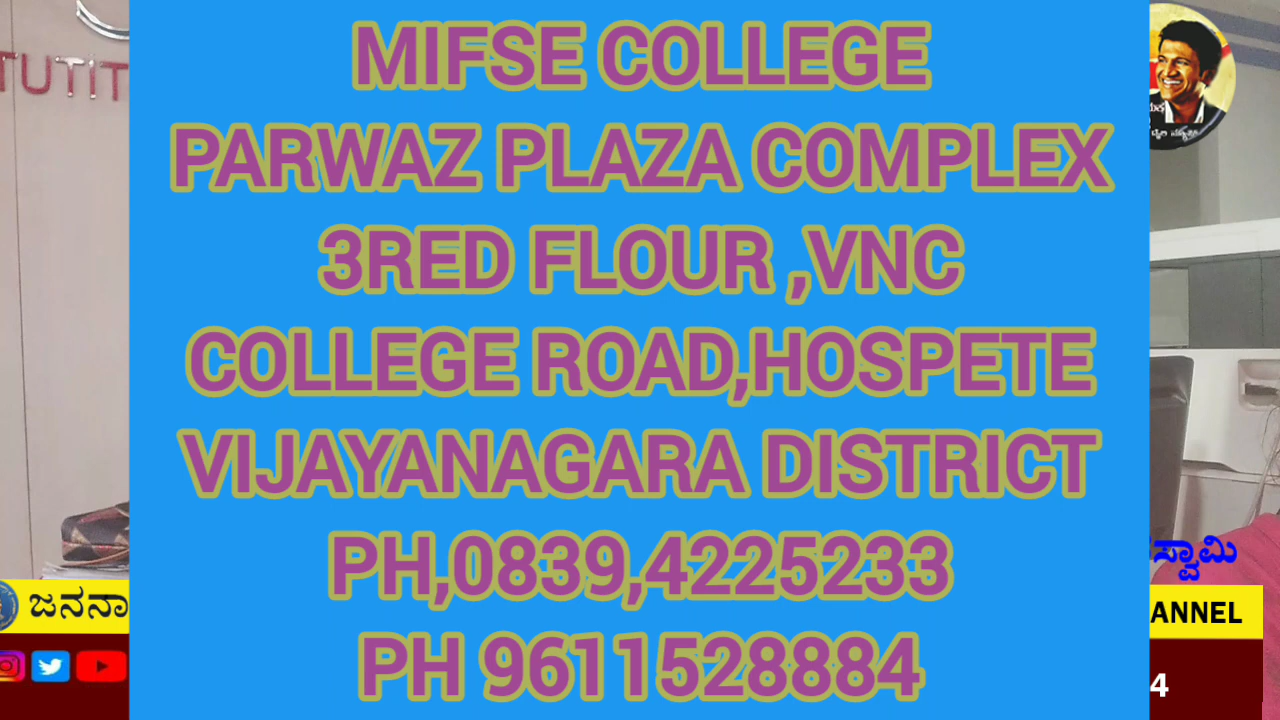 MIFSE COLLEGE
PARWAZ PLAZA COMPLEX
3RED FLOUR ,VNC
COLLEGE ROAD,HOSPETE
VIJAYANAGARA DISTRICT
PH,0839,4225233
PH 9611528884
TUTIT
ಸ್ವಾಮಿ
ಜನನಾ
ANNEL
4